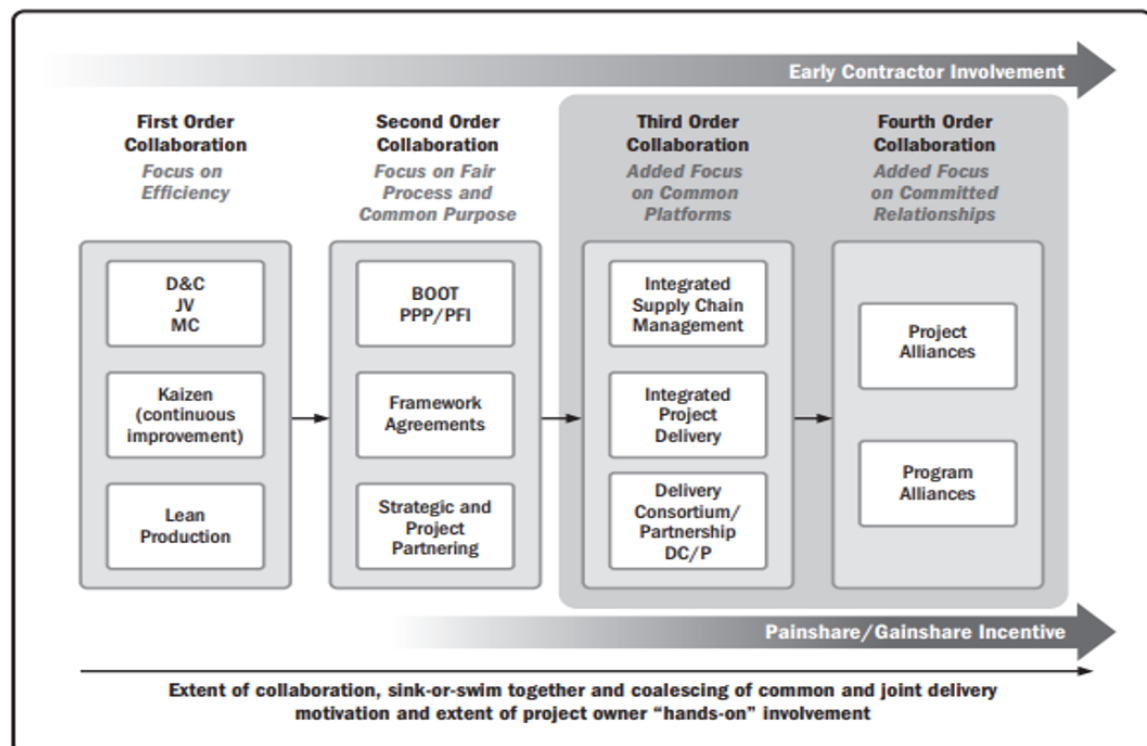 Early Contractor Involvement
First Order
Collaboration
Focus on
Efficiency
D&C
JV
MC
Kaizen
(continuous
improvement)
Lean
Production
Second Order
Collaboration
Focus on Fair
Process and
Common Purpose
BOOT
PPP/PFI
Framework
Agreements
Strategic and
Project
Partnering
Third Order
Collaboration
Added Focus
on Common
Platforms
Integrated
Supply Chain
Management
Integrated
Project
Delivery
Delivery
Consortium/
Partnership
DC/P
Fourth Order
Collaboration
Added Focus
on Committed
Relationships
Project
Alliances
Program
Alliances
Painshare/Gainshare Incentive
Extent of collaboration, sink-or-swim together and coalescing of common and joint delivery
motivation and extent of project owner “hands-on” involvement